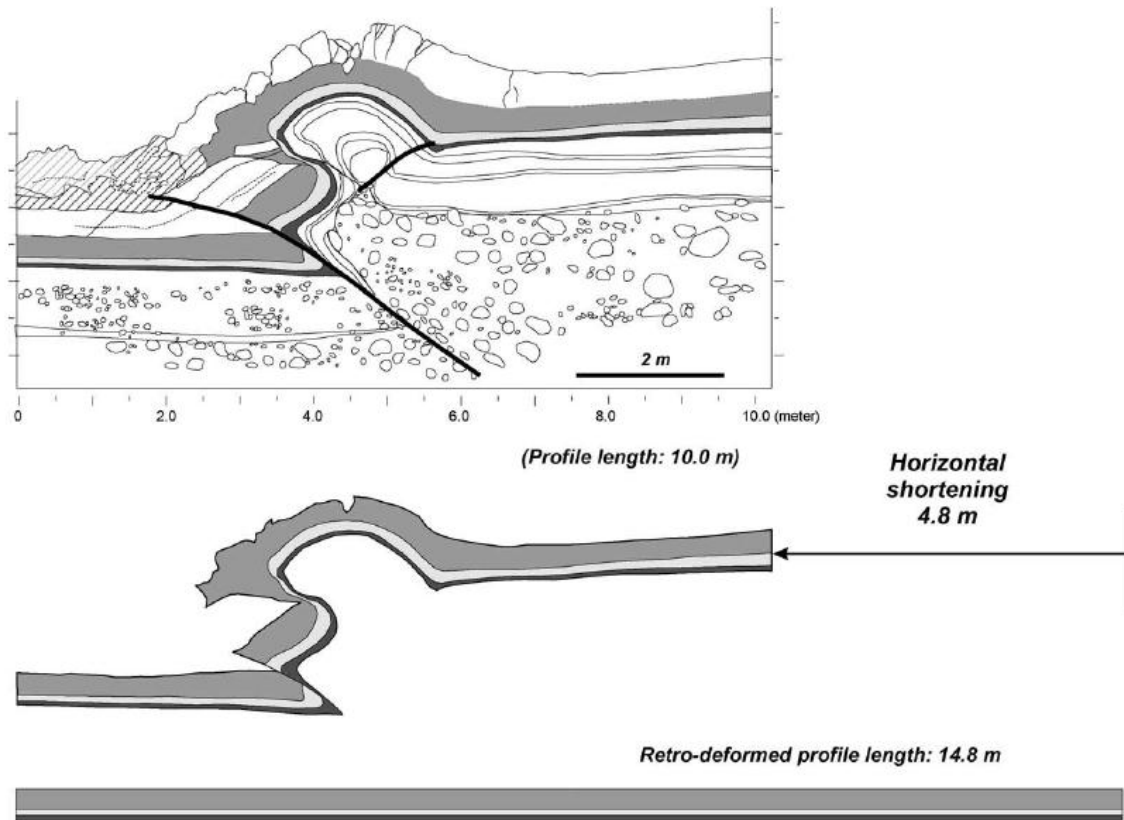 2 m
0 2.0 4.0 6.0 8.0 10.0 (meter)
(Profile length: 10.0 m)
Horizontal
shortening
4.8 m
Retro-deformed profile length: 14.8 m